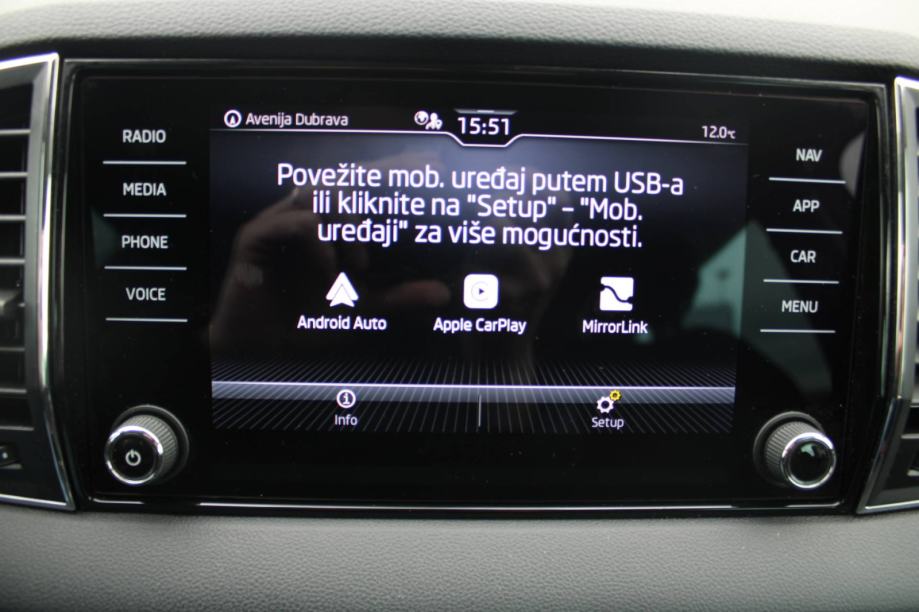 Avenija Dubrava
15:51
12.0°C
RADIO
MEDIA
PHONE
VOICE
NAV
APP
CAR
MENU
Povežite mob. uređaj putem USB-a
ili kliknite na "Setup" – "Mob.
uređaji" za više mogućnosti.
Android Auto
Apple CarPlay
MirrorLink
Info
Setup